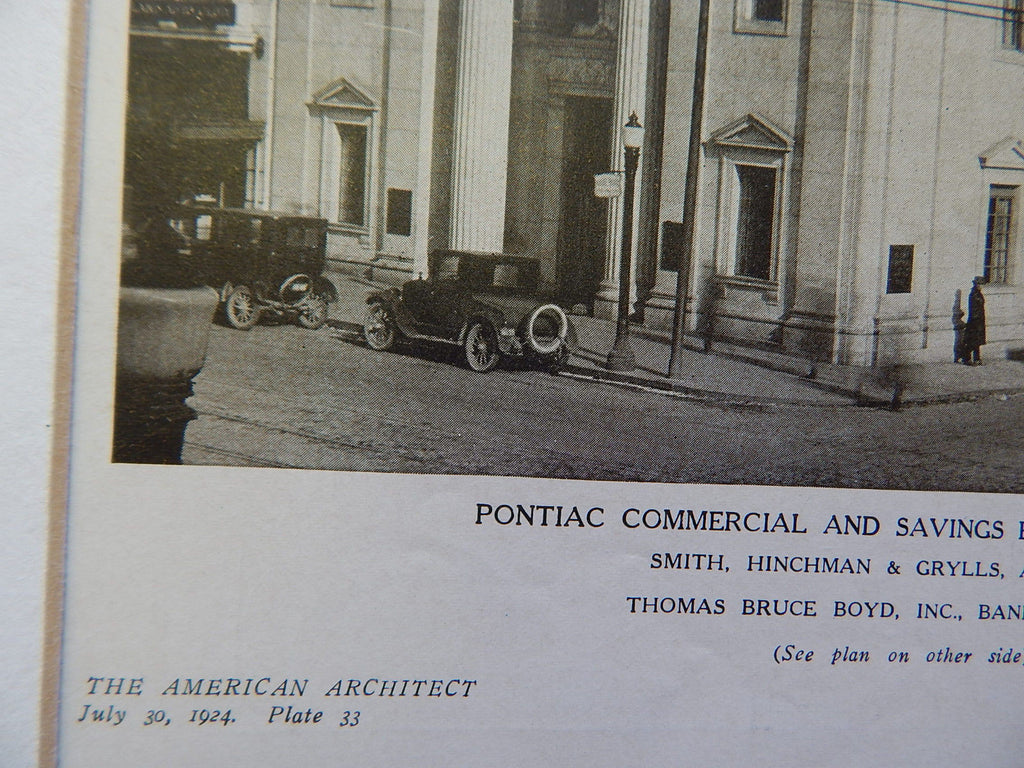 PONTIAC COMMERCIAL AND SAVINGS
SMITH, HINCHMAN & GRYLLS,
THOMAS BRUCE BOYD, INC.,
(See plan on other side
THE AMERICAN ARCHITECT
July 30, 1924. Plate 33